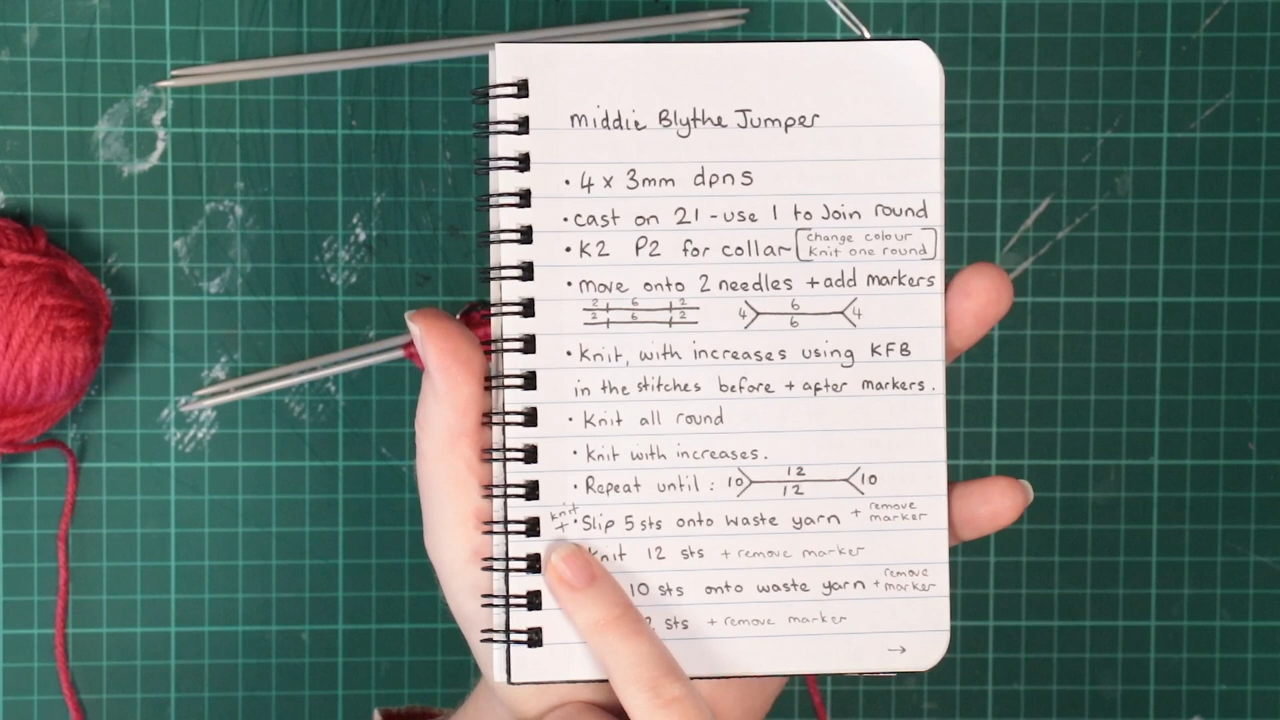 middie Blythe Jumper
• 4 x 3mm dpns
• cast on 21 - use 1 to Join round
• K2 P2 for collar [change colour
knit one round]
• move onto 2 needles + add markers
2 6 2 6
2 6 2 4 4
6
• Knit, with increases using KFB
in the stitches before + after markers.
• Knit all round
• Knit with increases.
12
• Repeat until : 10 10
12
knit + • Slip 5 sts onto waste yarn + remove marker
knit 12 sts + remove marker
10 sts onto waste yarn + remove marker
2 sts + remove marker
→